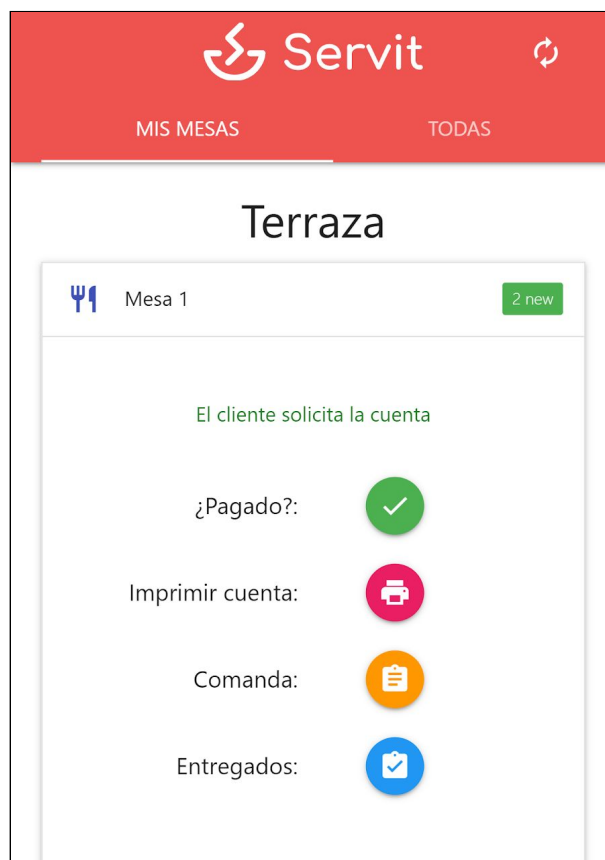 Servit
MIS MESAS TODAS
Terraza
Mesa 1 2 new
El cliente solicita la cuenta
¿Pagado?:
Imprimir cuenta:
Comanda:
Entregados: